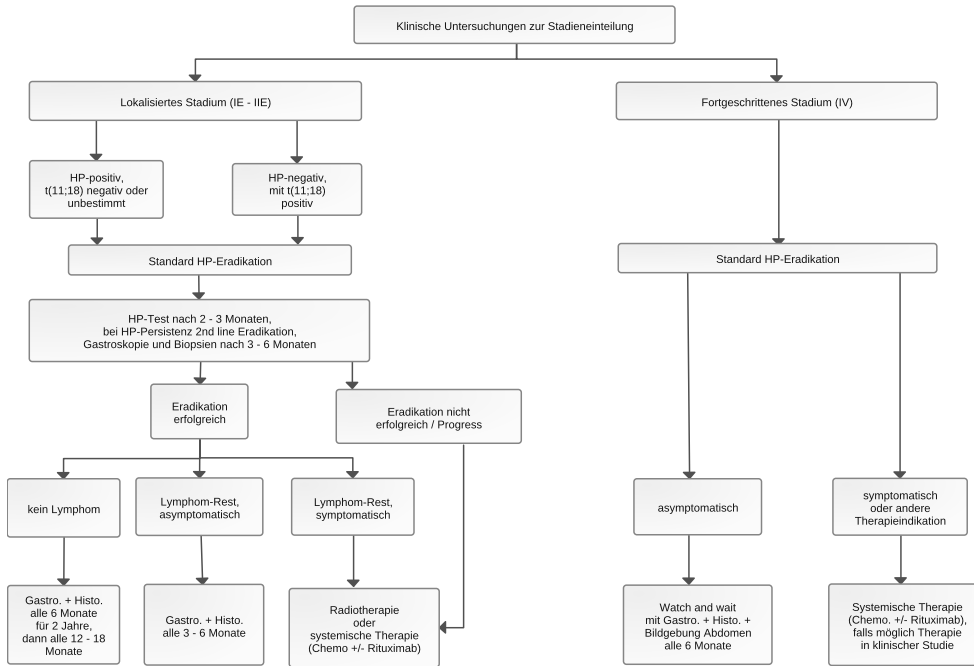 Klinische Untersuchungen zur Stadieneinteilung
Lokalisiertes Stadium (IE - IIE)
Fortgeschrittenes Stadium (IV)
HP-positiv,
t(11;18) negativ oder
unbestimmt
HP-negativ,
mit t(11;18)
positiv
Standard HP-Eradikation
Standard HP-Eradikation
HP-Test nach 2 - 3 Monaten,
bei HP-Persistenz 2nd line Eradikation,
Gastroskopie und Biopsien nach 3 - 6 Monaten
Eradikation
erfolgreich
Eradikation nicht
erfolgreich / Progress
kein Lymphom
Lymphom-Rest,
asymptomatisch
Lymphom-Rest,
symptomatisch
asymptomatisch
symptomatisch
oder andere
Therapieindikation
Gastro. + Histo.
alle 6 Monate
für 2 Jahre,
dann alle 12 - 18
Monate
Gastro. + Histo.
alle 3 - 6 Monate
Radiotherapie
oder
systemische Therapie
(Chemo +/- Rituximab)
Watch and wait
mit Gastro. + Histo. +
Bildgebung Abdomen
alle 6 Monate
Systemische Therapie
(Chemo. +/- Rituximab),
falls möglich Therapie
in klinischer Studie